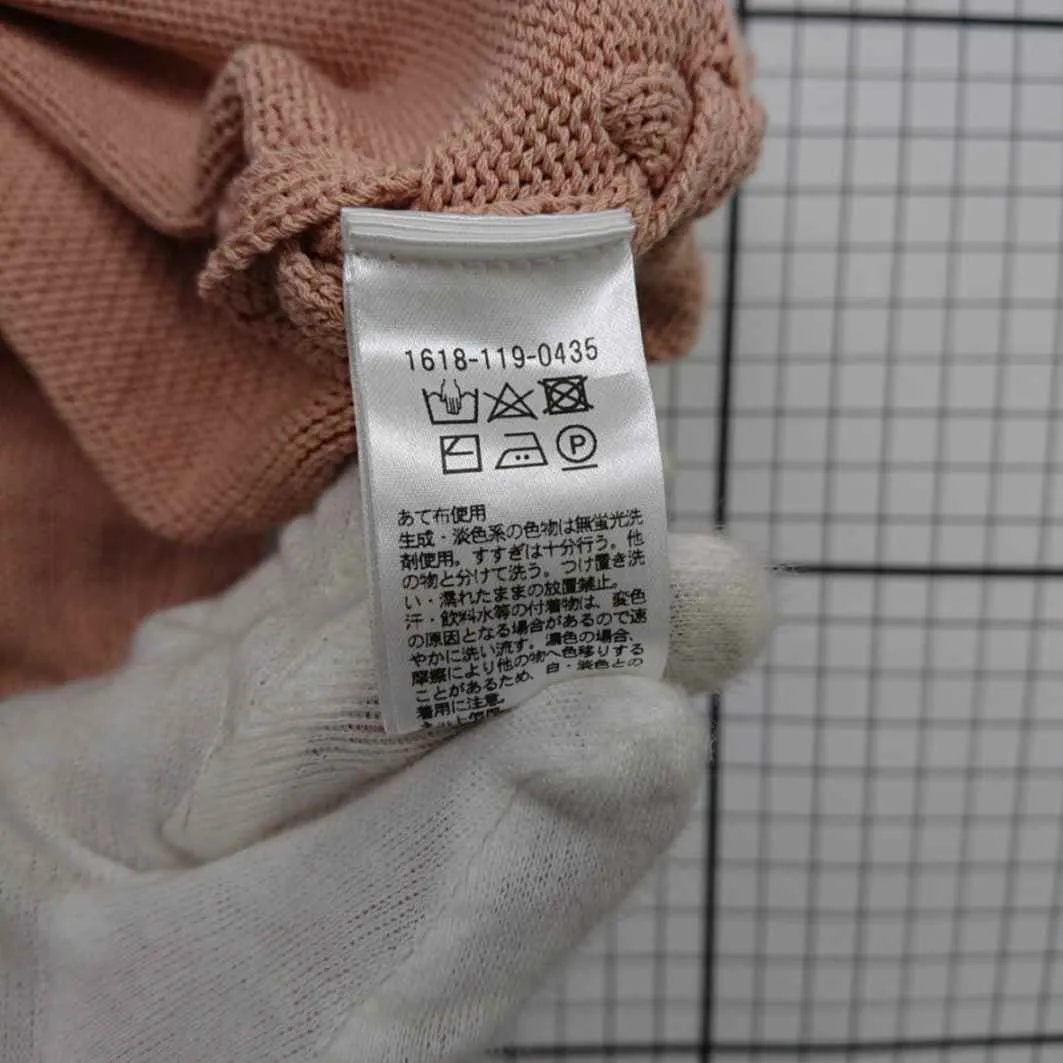 1618-119-0435
P
あて布使用
生成・淡色系の色物は無蛍光洗
剤使用。すすぎは十分行う。他
の物と分けて洗う。つけ置き洗
い・濡れたままの放置禁止。
汗・飲料水等の付着物は、変色
の原因となる場合があるので速
やかに洗い流す。濃色の場合、
摩擦により他の物へ色移りする
ことがあるため、白・淡色との
着用に注意。